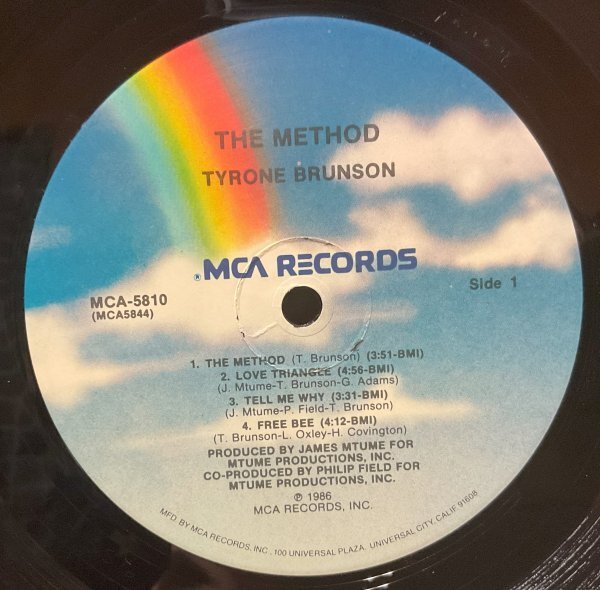 THE METHOD
TYRONE BRUNSON
® MCA RECORDS
MCA-5810
(MCA5844)
Side 1
1. THE METHOD (T. Brunson) (3:51-BMI)
2. LOVE TRIANGLE (4:56-BMI)
(J. Mtume-T. Brunson-G. Adams)
3. TELL ME WHY (3:31-BMI)
(J. Mtume-P. Field-T. Brunson)
4. FREE BEE (4:12-BMI)
(T. Brunson-L. Oxley-H. Covington)
PRODUCED BY JAMES MTUME FOR
MTUME PRODUCTIONS, INC.
CO-PRODUCED BY PHILIP FIELD FOR
MTUME PRODUCTIONS, INC.
℗ 1986
MCA RECORDS, INC.
MFD. BY MCA RECORDS, INC. 100 UNIVERSAL PLAZA, UNIVERSAL CITY, CALIF 91608